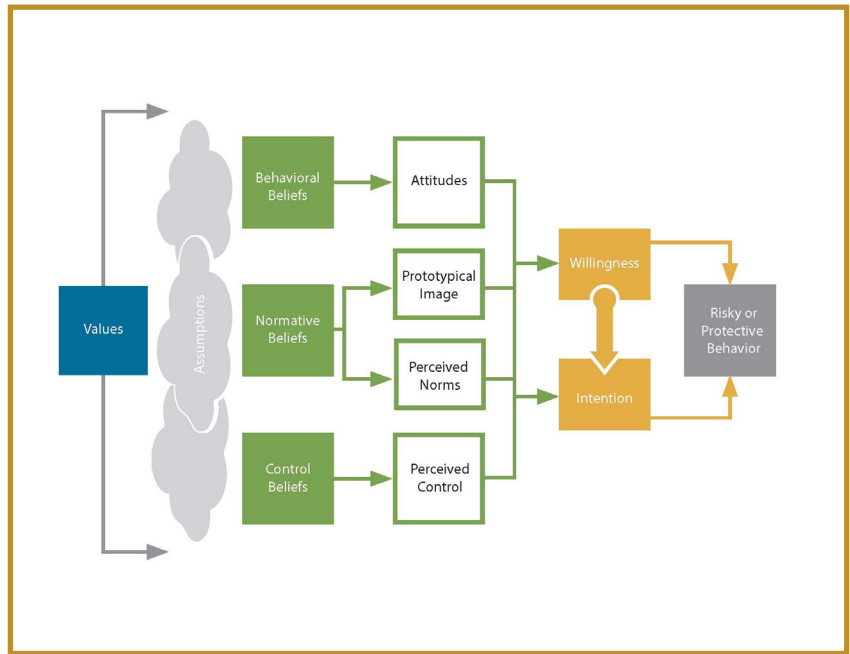 Values
Assumptions
Behavioral
Beliefs
Normative
Beliefs
Control
Beliefs
Attitudes
Prototypical
Image
Perceived
Norms
Perceived
Control
Willingness
Intention
Risky or
Protective
Behavior